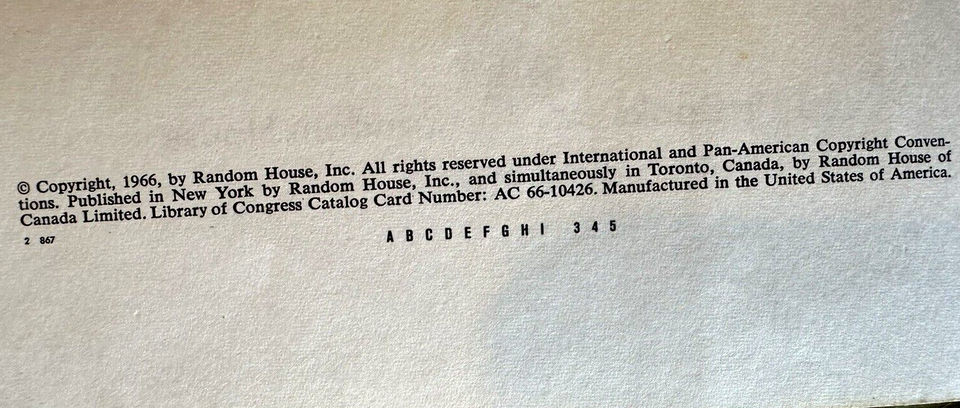 © Copyright, 1966, by Random House, Inc. All rights reserved under International and Pan-American Copyright Conven-
tions. Published in New York by Random House, Inc., and simultaneously in Toronto, Canada, by Random House of
Canada Limited. Library of Congress Catalog Card Number: AC 66-10426. Manufactured in the United States of America.
2 867
A B C D E F G H I 3 4 5